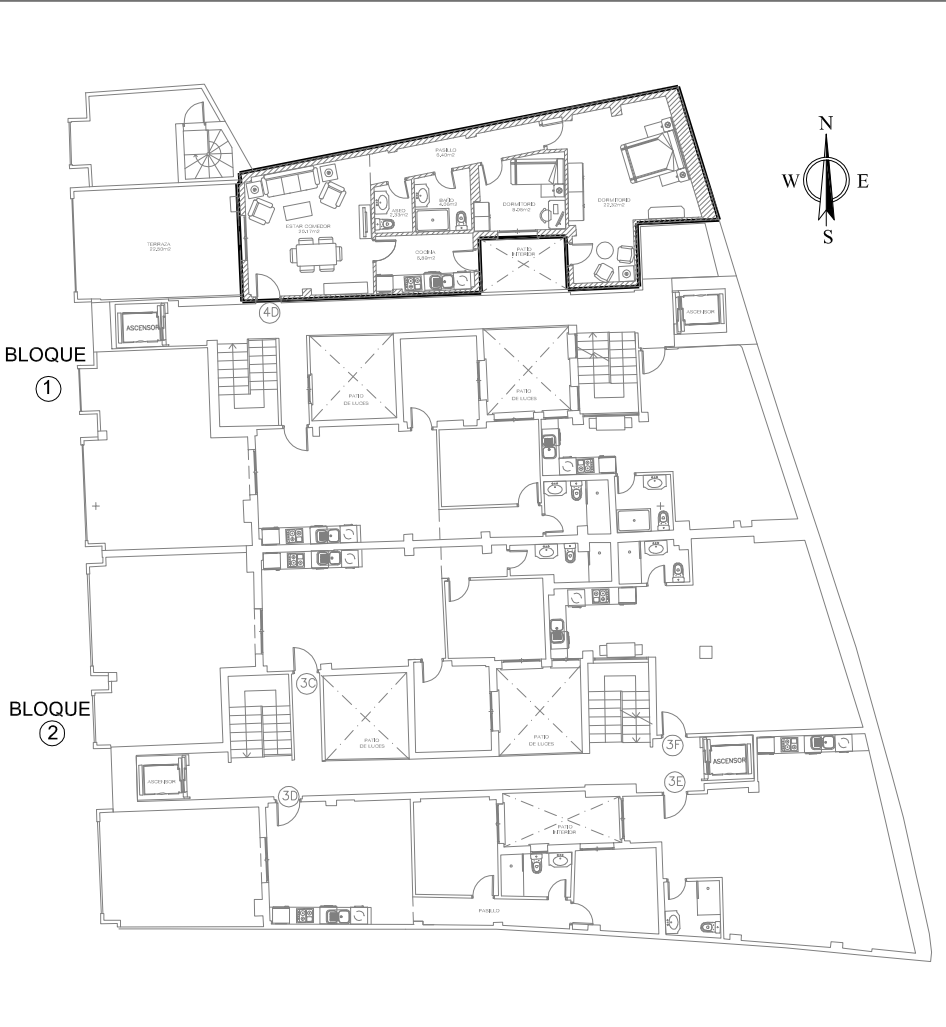 N
W E
S
PASILLO
ASEO
BAÑO
DORMITORIO
DORMITORIO
ESTAR COMEDOR
TERRAZA
COCINA
PATIO
INTERIOR
4D
ASCENSOR
ASCENSOR
BLOQUE
1
PATIO
DE LUCES
PATIO
DE LUCES
3C
BLOQUE
2
PATIO
DE LUCES
PATIO
DE LUCES
3F
ASCENSOR
ASCENSOR
3D
3E
PATIO
INTERIOR
PASILLO